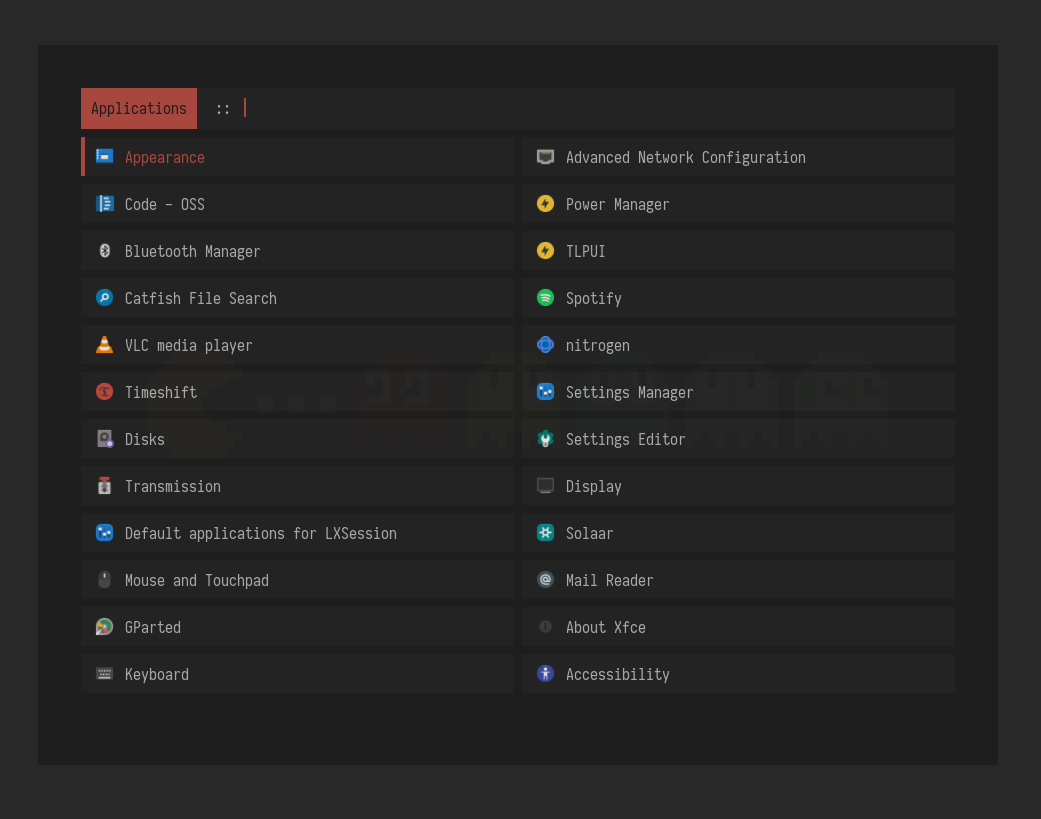 Applications :: 
Appearance
Advanced Network Configuration
Code - OSS
Power Manager
Bluetooth Manager
TLPUI
Catfish File Search
Spotify
VLC media player
nitrogen
Timeshift
Settings Manager
Disks
Settings Editor
Transmission
Display
Default applications for LXSession
Solaar
Mouse and Touchpad
Mail Reader
GParted
About Xfce
Keyboard
Accessibility